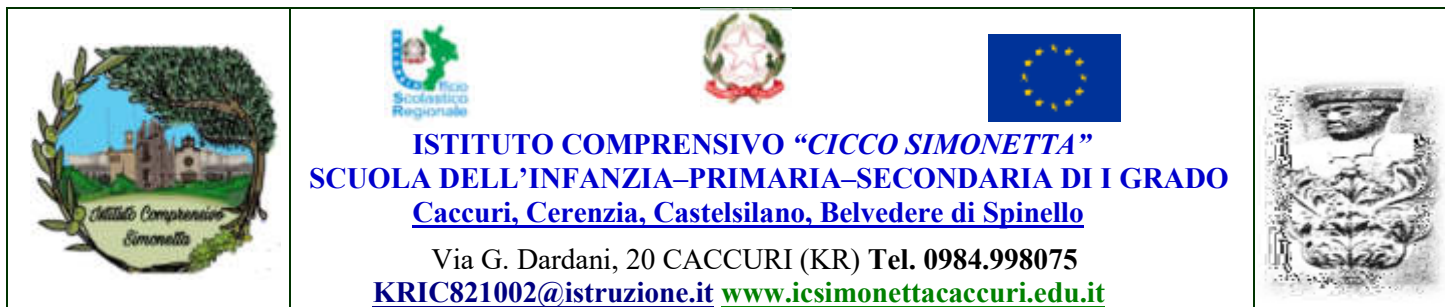 Istituto Comprensivo
Simonetta
Ufficio
Scolastico
Regionale
ISTITUTO COMPRENSIVO “CICCO SIMONETTA”
SCUOLA DELL’INFANZIA–PRIMARIA–SECONDARIA DI I GRADO
Caccuri, Cerenzia, Castelsilano, Belvedere di Spinello
Via G. Dardani, 20 CACCURI (KR) Tel. 0984.998075
KRIC821002@istruzione.it www.icsimonettacaccuri.edu.it